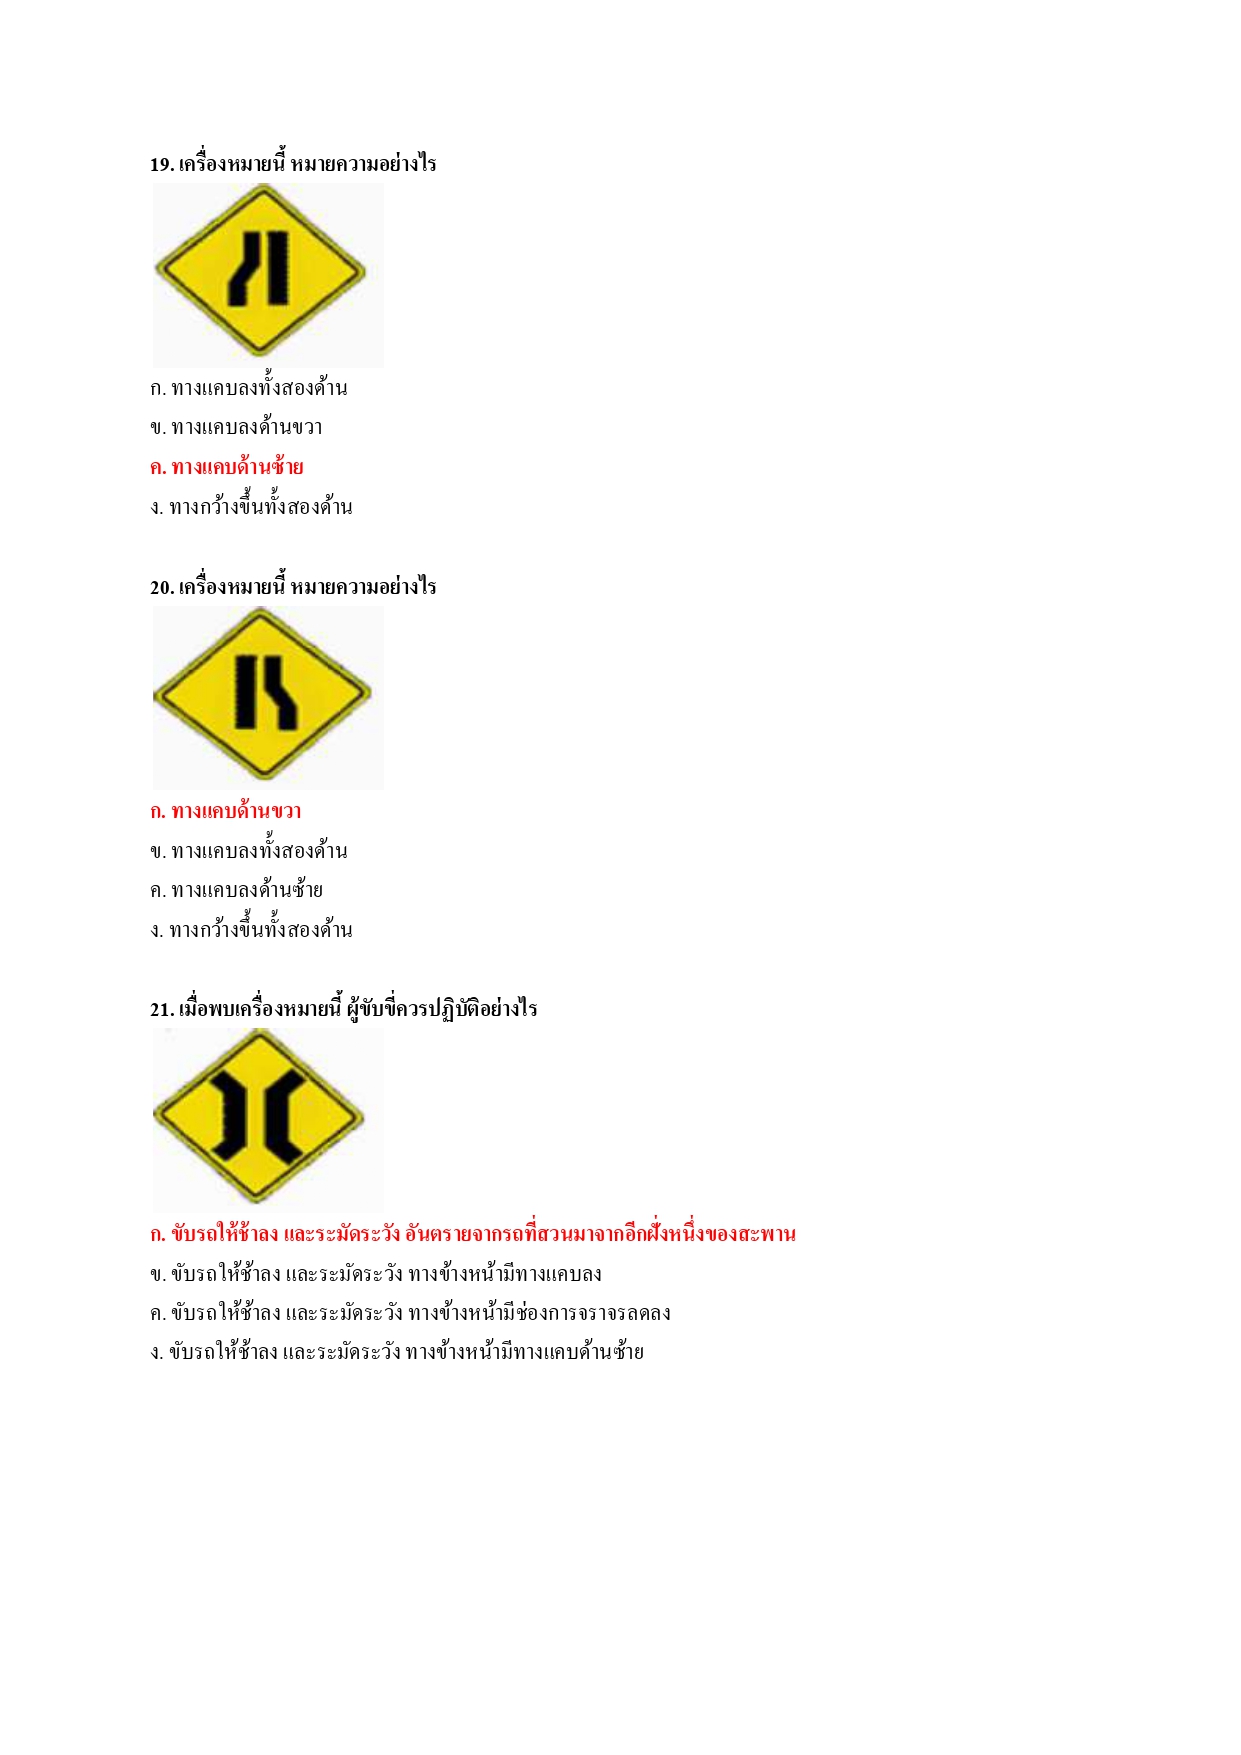 19. เครื่องหมายนี้ หมายความอย่างไร
ก. ทางแคบลงทั้งสองด้าน
ข. ทางแคบลงด้านขวา
ค. ทางแคบด้านซ้าย
ง. ทางกว้างขึ้นทั้งสองด้าน
20. เครื่องหมายนี้ หมายความอย่างไร
ก. ทางแคบด้านขวา
ข. ทางแคบลงทั้งสองด้าน
ค. ทางแคบลงด้านซ้าย
ง. ทางกว้างขึ้นทั้งสองด้าน
21. เมื่อพบเครื่องหมายนี้ ผู้ขับขี่ควรปฏิบัติอย่างไร
ก. ขับรถให้ช้าลง และระมัดระวัง อันตรายจากรถที่สวนมาจากอีกฝั่งหนึ่งของสะพาน
ข. ขับรถให้ช้าลง และระมัดระวัง ทางข้างหน้ามีทางแคบลง
ค. ขับรถให้ช้าลง และระมัดระวัง ทางข้างหน้ามีช่องการจราจรลดลง
ง. ขับรถให้ช้าลง และระมัดระวัง ทางข้างหน้ามีทางแคบด้านซ้าย